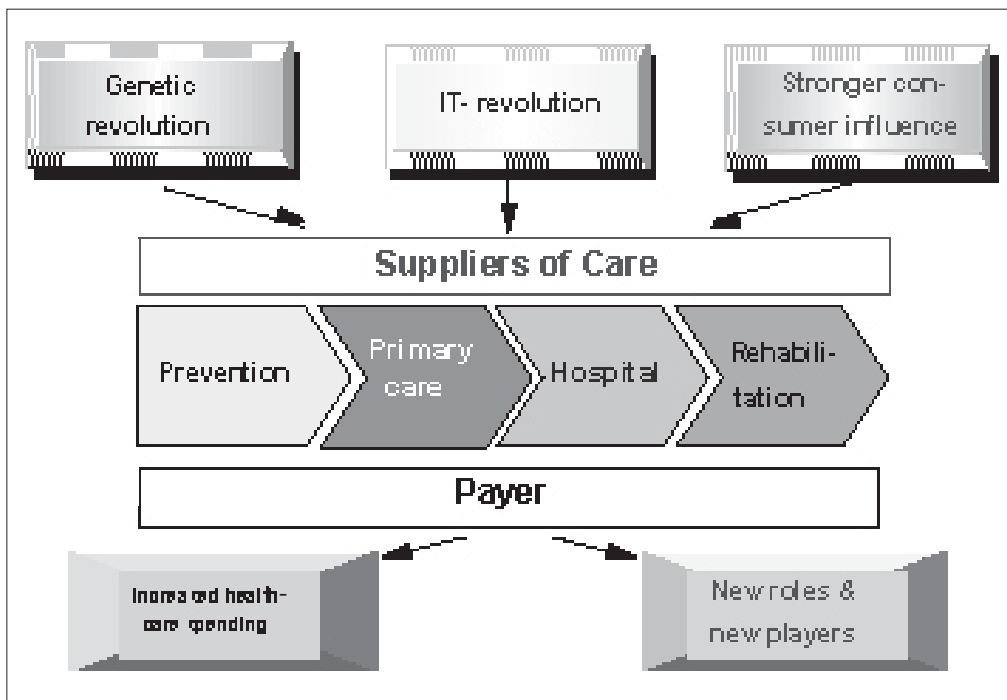 Genetic
revolution
IT- revolution
Stronger con-
sumer influence
Suppliers of Care
Prevention
Primary
care
Hospital
Rehabili-
tation
Payer
Increased health-
care spending
New roles &
new players